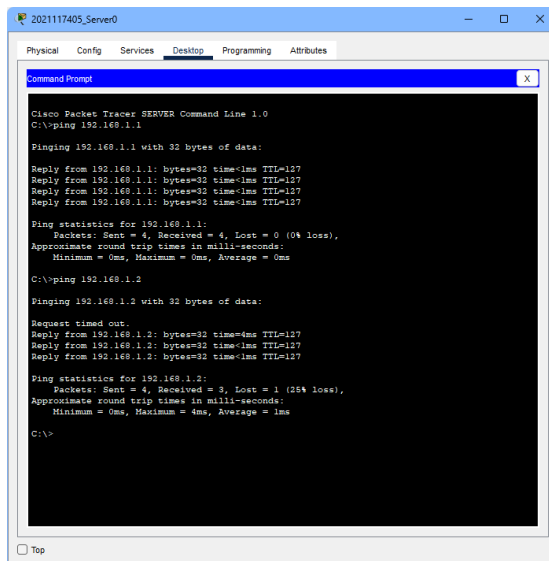 2021117405_Server0
Physical Config Services Desktop Programming Attributes
Command Prompt X
Cisco Packet Tracer SERVER Command Line 1.0
C:\>ping 192.168.1.1
Pinging 192.168.1.1 with 32 bytes of data:
Reply from 192.168.1.1: bytes=32 time<1ms TTL=127
Reply from 192.168.1.1: bytes=32 time<1ms TTL=127
Reply from 192.168.1.1: bytes=32 time<1ms TTL=127
Reply from 192.168.1.1: bytes=32 time<1ms TTL=127
Ping statistics for 192.168.1.1:
Packets: Sent = 4, Received = 4, Lost = 0 (0% loss),
Approximate round trip times in milli-seconds:
Minimum = 0ms, Maximum = 0ms, Average = 0ms
C:\>ping 192.168.1.2
Pinging 192.168.1.2 with 32 bytes of data:
Request timed out.
Reply from 192.168.1.2: bytes=32 time=4ms TTL=127
Reply from 192.168.1.2: bytes=32 time<1ms TTL=127
Reply from 192.168.1.2: bytes=32 time<1ms TTL=127
Ping statistics for 192.168.1.2:
Packets: Sent = 4, Received = 3, Lost = 1 (25% loss),
Approximate round trip times in milli-seconds:
Minimum = 0ms, Maximum = 4ms, Average = 1ms
C:\>
Top